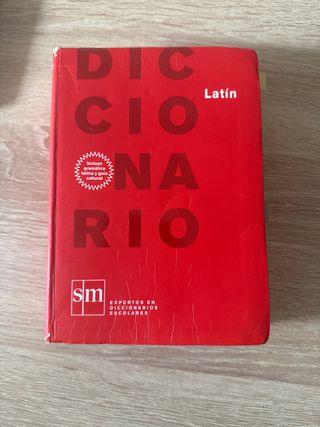 DIC
Latín
CIO
Incluye
gramática
latina y guía
cultural
NA
RIO
sm
EXPERTOS EN
DICCIONARIOS
ESCOLARES